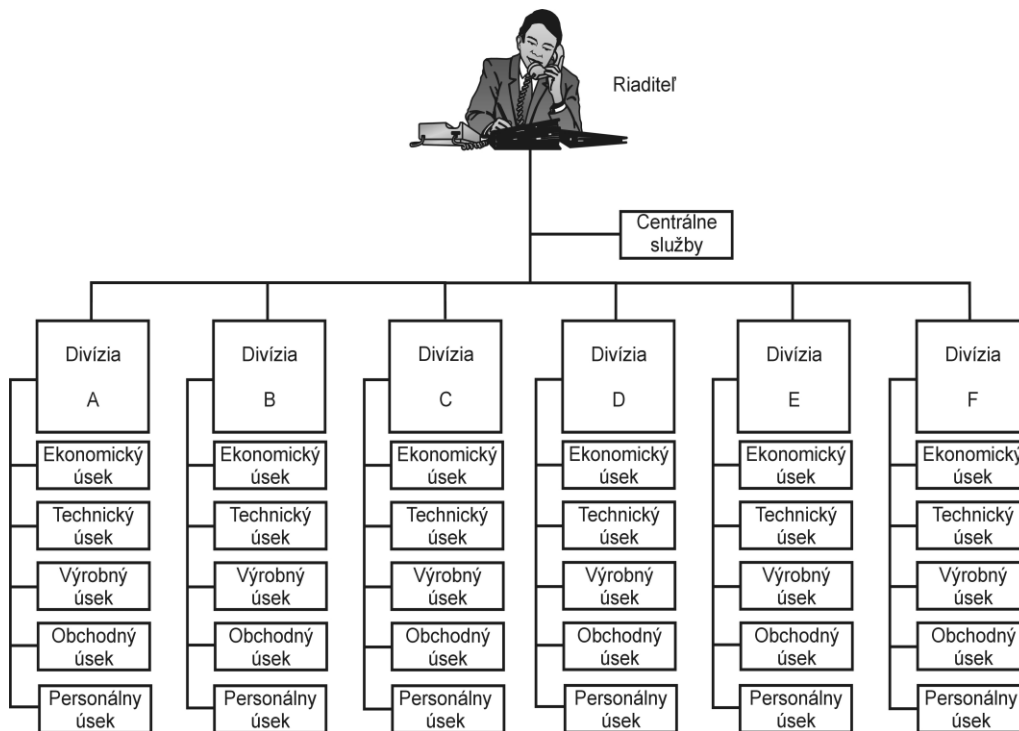 Riaditeľ
Centrálne
služby
Divízia
A
Divízia
B
Divízia
C
Divízia
D
Divízia
E
Divízia
F
Ekonomický
úsek
Ekonomický
úsek
Ekonomický
úsek
Ekonomický
úsek
Ekonomický
úsek
Ekonomický
úsek
Technický
úsek
Technický
úsek
Technický
úsek
Technický
úsek
Technický
úsek
Technický
úsek
Výrobný
úsek
Výrobný
úsek
Výrobný
úsek
Výrobný
úsek
Výrobný
úsek
Výrobný
úsek
Obchodný
úsek
Obchodný
úsek
Obchodný
úsek
Obchodný
úsek
Obchodný
úsek
Obchodný
úsek
Personálny
úsek
Personálny
úsek
Personálny
úsek
Personálny
úsek
Personálny
úsek
Personálny
úsek